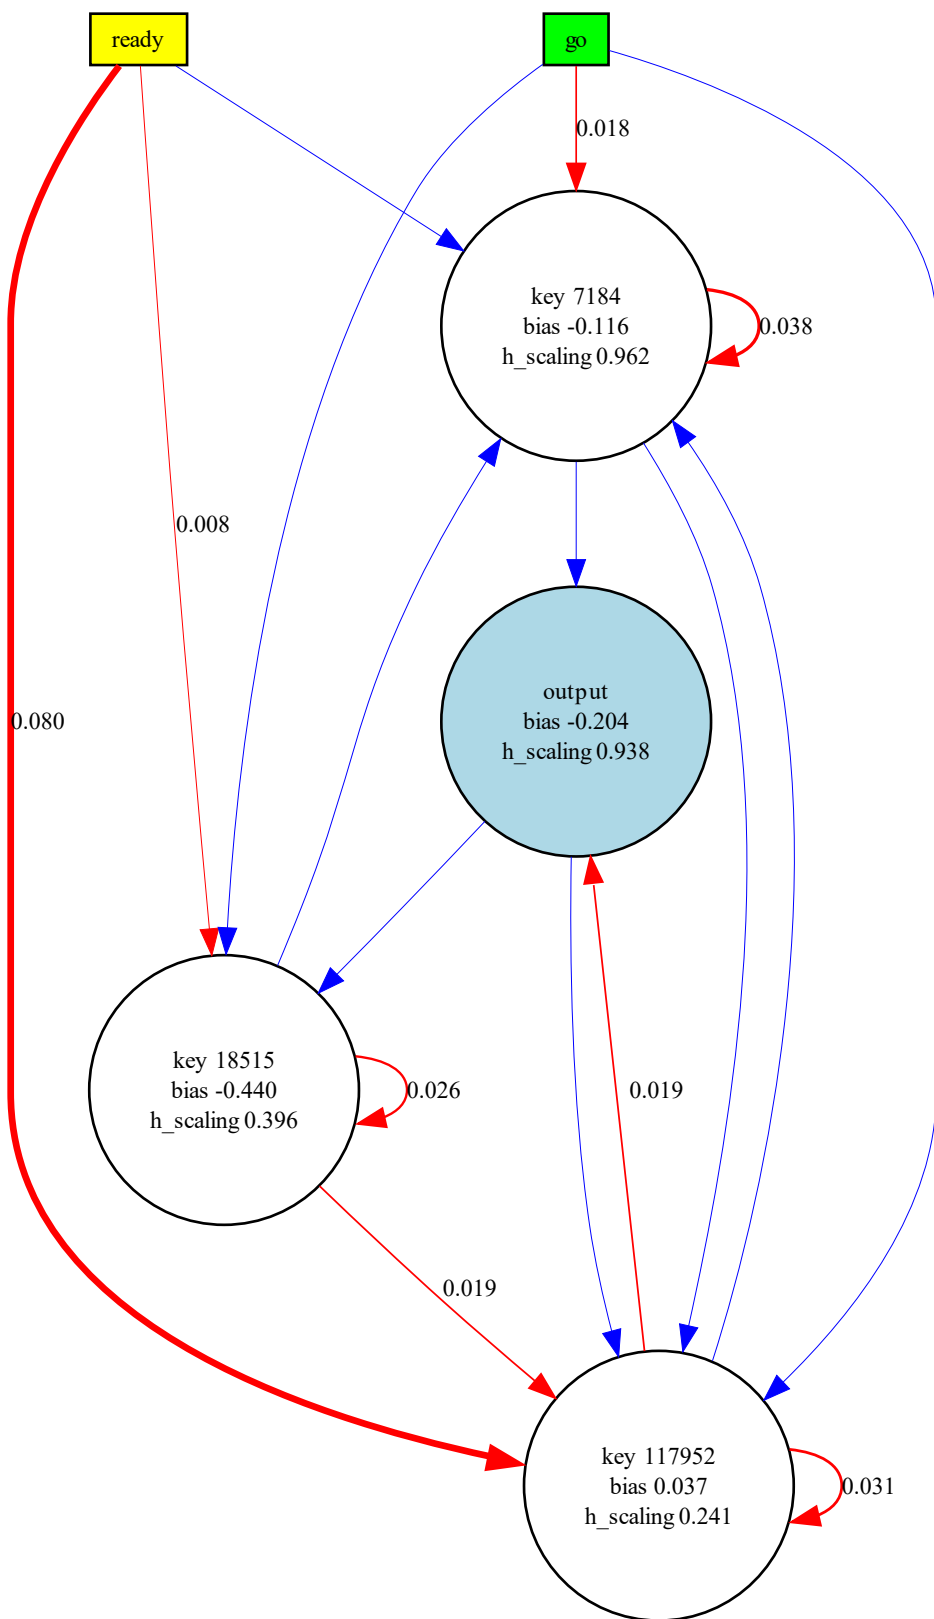 ready
go
0.018
key 7184
bias -0.116
h_scaling 0.962
0.038
0.008
0.080
output
bias -0.204
h_scaling 0.938
key 18515
bias -0.440
h_scaling 0.396
0.026
0.019
0.019
key 117952
bias 0.037
h_scaling 0.241
0.031